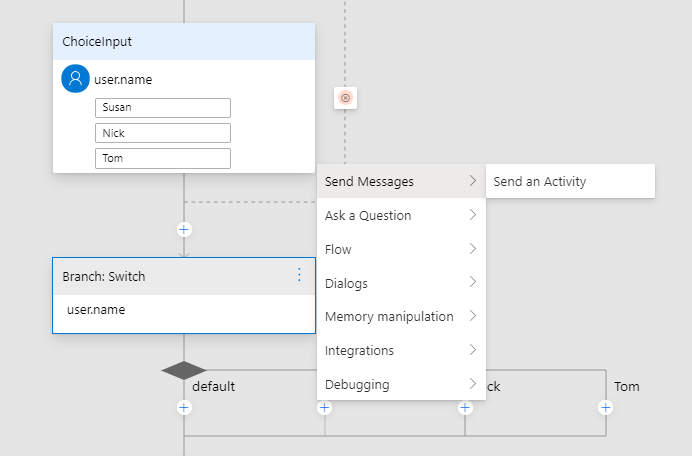 ChoiceInput
user.name
Susan
Nick
Tom
Send Messages
Send an Activity
Ask a Question
Flow
Branch: Switch
Dialogs
user.name
Memory manipulation
Integrations
default
Debugging
ck
Tom